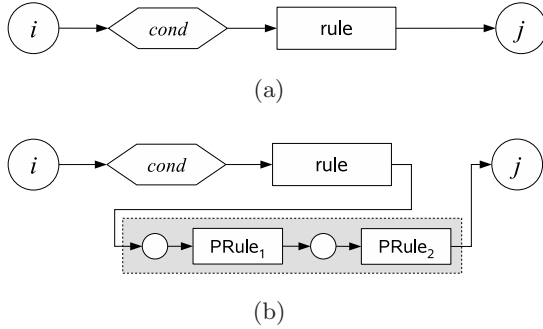 i cond rule j
(a)
i cond rule j
PRule₁ PRule₂
(b)